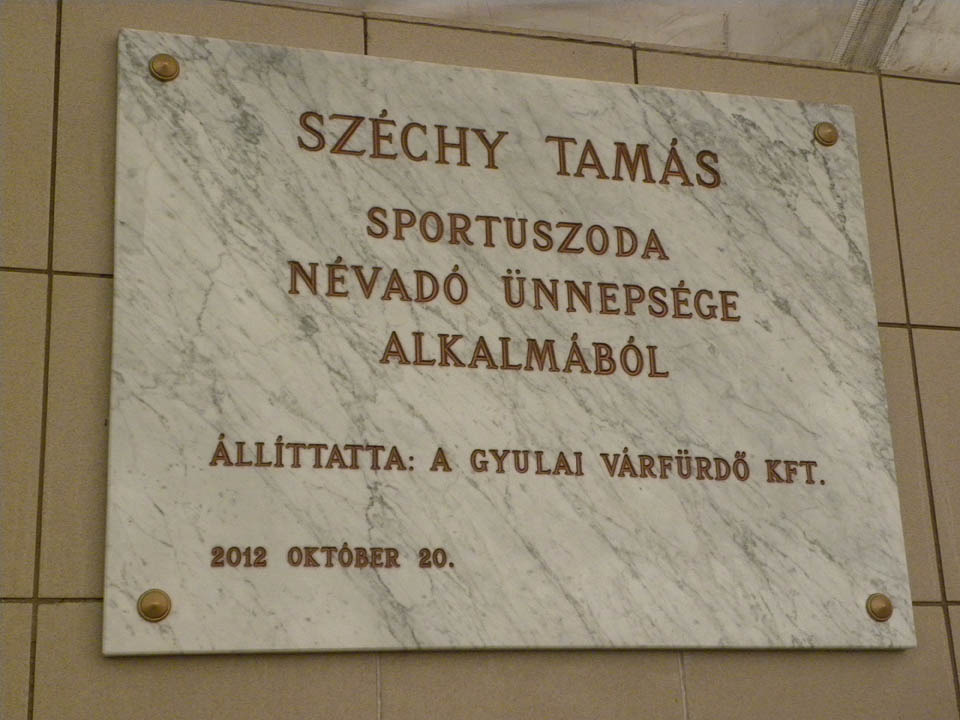 SZÉCHY TAMÁS
SPORTUSZODA
NÉVADÓ ÜNNEPSÉGE
ALKALMÁBÓL
ÁLLÍTTATTA: A GYULAI VÁRFÜRDŐ KFT.
2012 OKTÓBER 20.